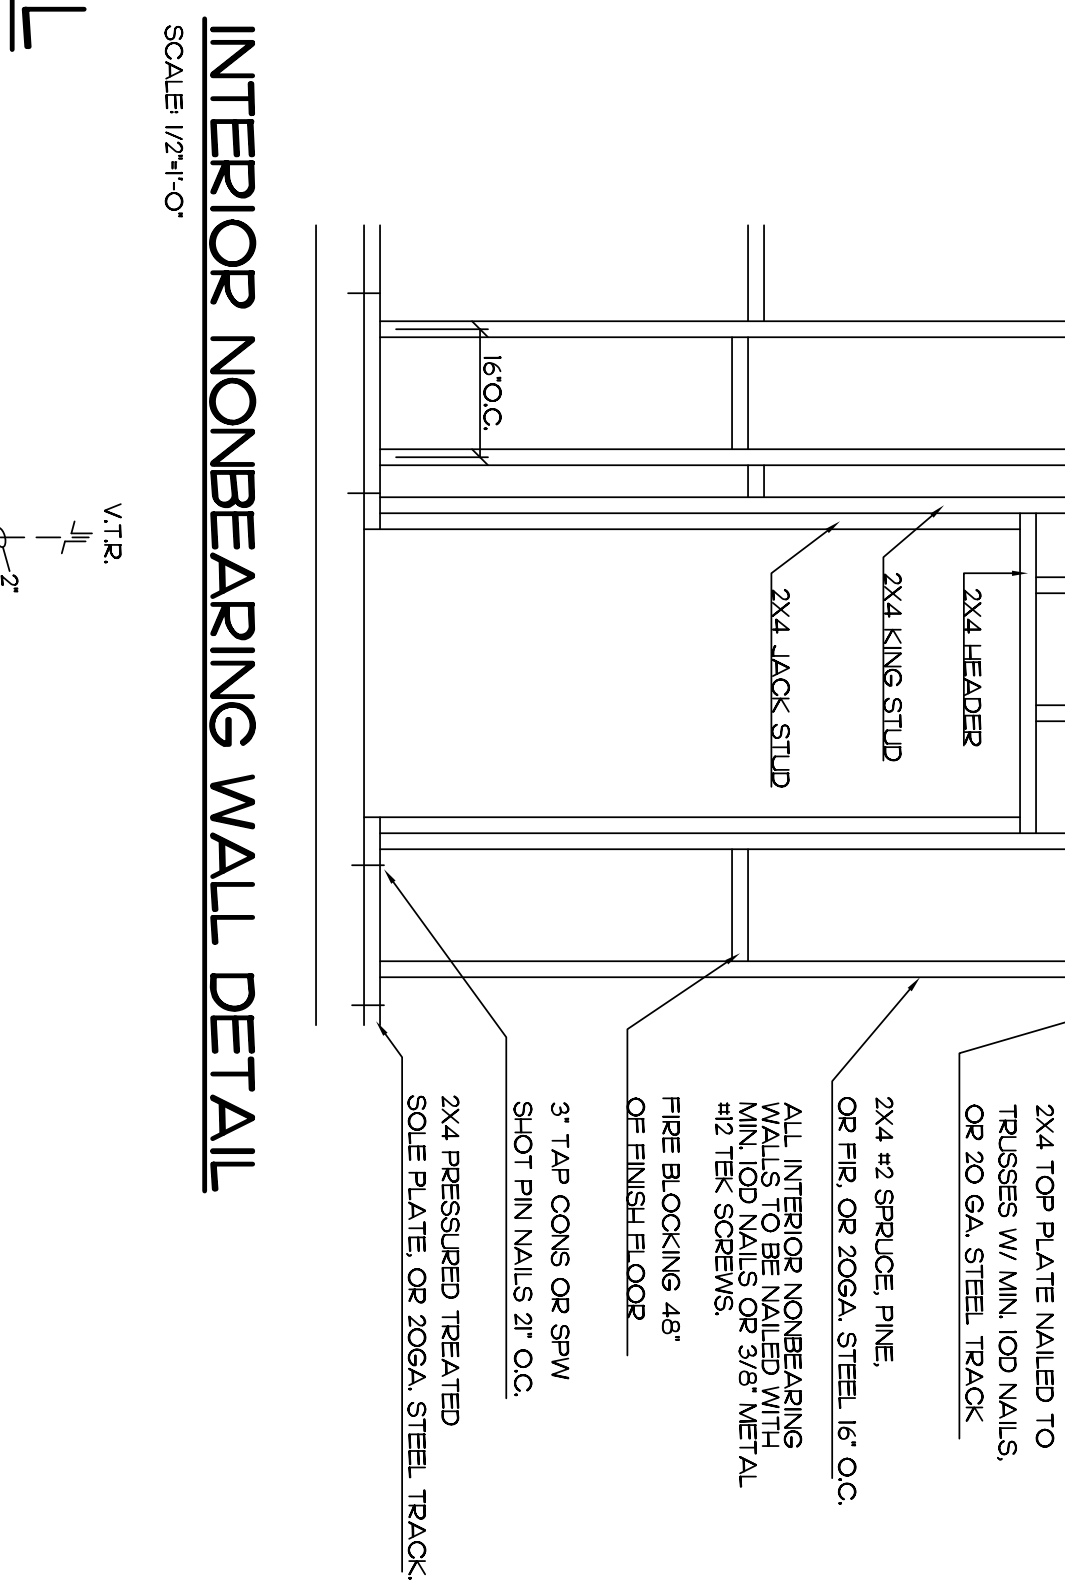 2X4 TOP PLATE NAILED TO
TRUSSES W/ MIN. 10D NAILS,
OR 20 GA. STEEL TRACK
2X4 #2 SPRUCE, PINE,
OR FIR, OR 20GA. STEEL 16" O.C.
ALL INTERIOR NONBEARING
WALLS TO BE NAILED WITH
MIN. 10D NAILS OR 3/8" METAL
#12 TEK SCREWS.
FIRE BLOCKING 48"
OF FINISH FLOOR
3" TAP CONS OR SPW
SHOT PIN NAILS 21" O.C.
2X4 PRESSURED TREATED
SOLE PLATE, OR 20GA. STEEL TRACK.
2X4 HEADER
2X4 KING STUD
2X4 JACK STUD
16"O.C.
INTERIOR NONBEARING WALL DETAIL
SCALE: 1/2"=1'-0"
V.T.R.
2"